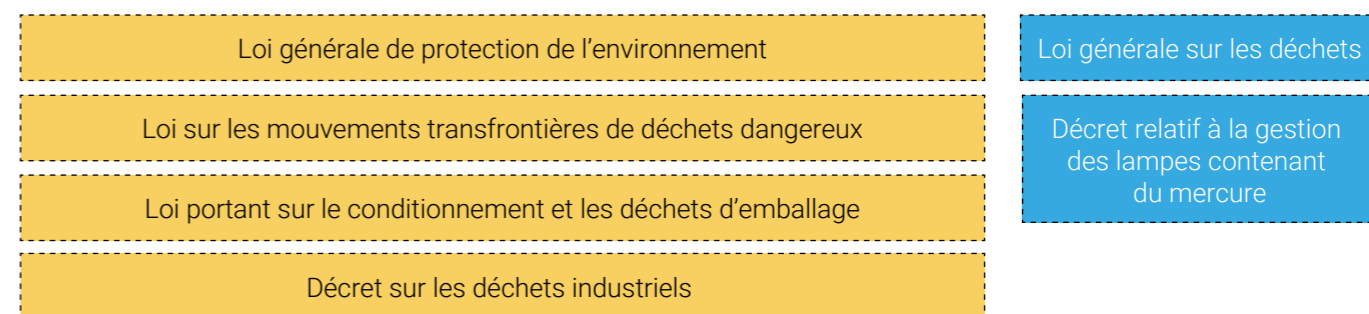 Loi générale de protection de l’environnement
Loi sur les mouvements transfrontières de déchets dangereux
Loi portant sur le conditionnement et les déchets d’emballage
Décret sur les déchets industriels
Loi générale sur les déchets
Décret relatif à la gestion
des lampes contenant
du mercure